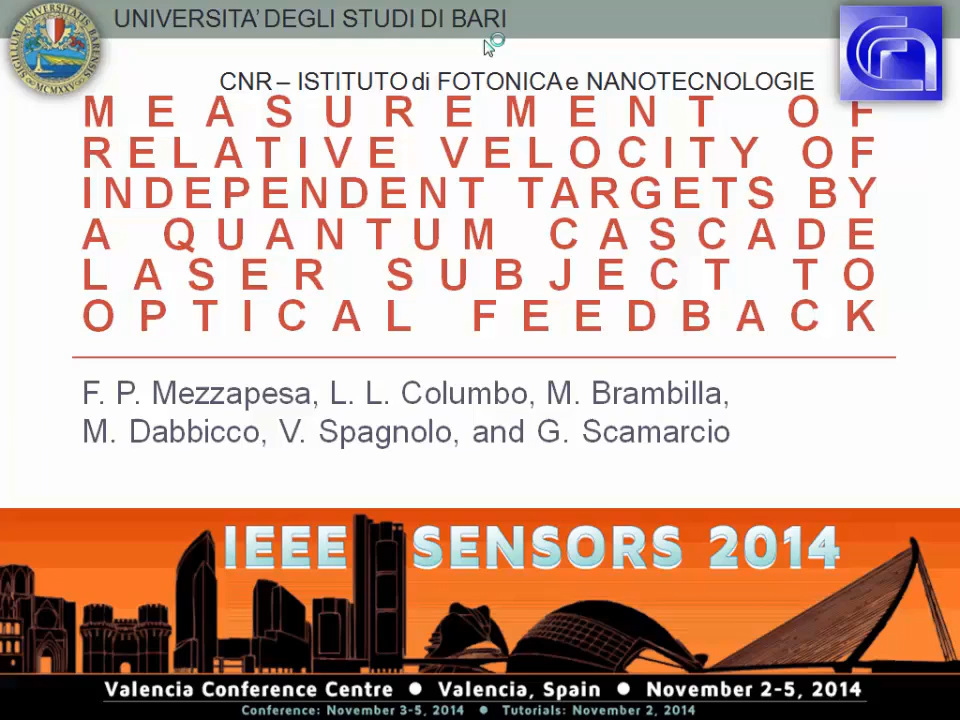 UNIVERSITA' DEGLI STUDI DI BARI
CNR – ISTITUTO di FOTONICA e NANOTECNOLOGIE
MEASUREMENT OF
RELATIVE VELOCITY OF
INDEPENDENT TARGETS BY
A QUANTUM CASCADE
LASER SUBJECT TO
OPTICAL FEEDBACK
F. P. Mezzapesa, L. L. Columbo, M. Brambilla,
M. Dabbicco, V. Spagnolo, and G. Scamarcio
IEEE SENSORS 2014
Valencia Conference Centre ● Valencia, Spain ● November 2-5, 2014
Conference: November 3-5, 2014 ● Tutorials: November 2, 2014